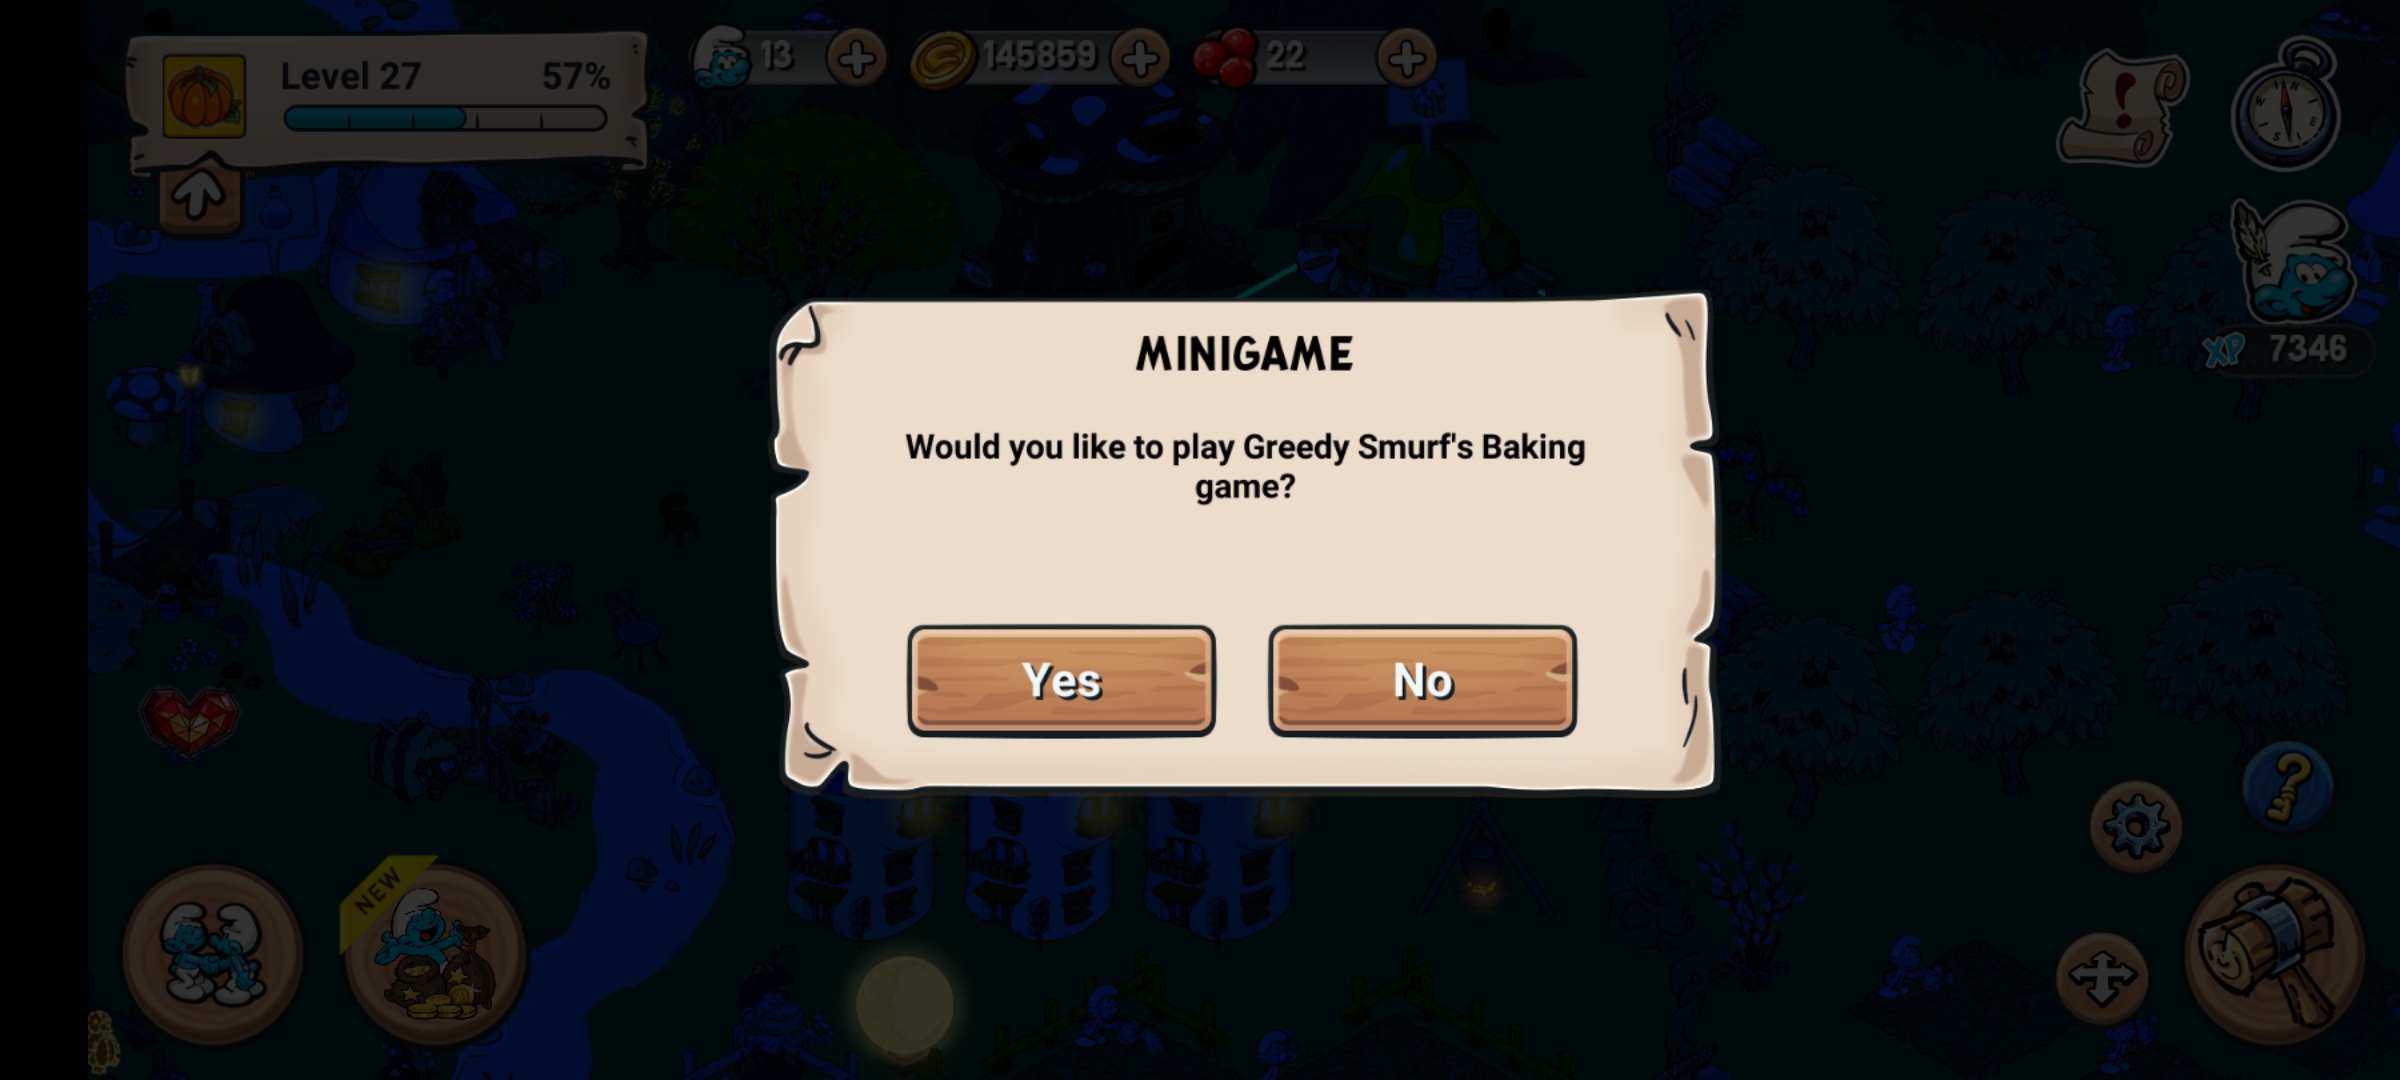 Level 27 57%
13
145859
22
MINIGAME
Would you like to play Greedy Smurf's Baking
game?
XP 7346
Yes
No
NEW